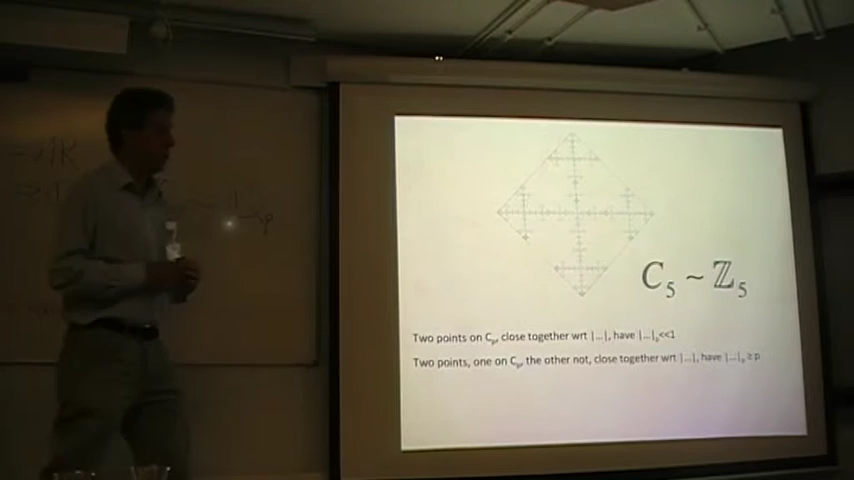 C₅ ~ ℤ₅
Two points on Cₚ, close together wrt |...|, have |...|ₚ<<1
Two points, one on Cₚ, the other not, close together wrt |...|, have |...|ₚ ≥ p